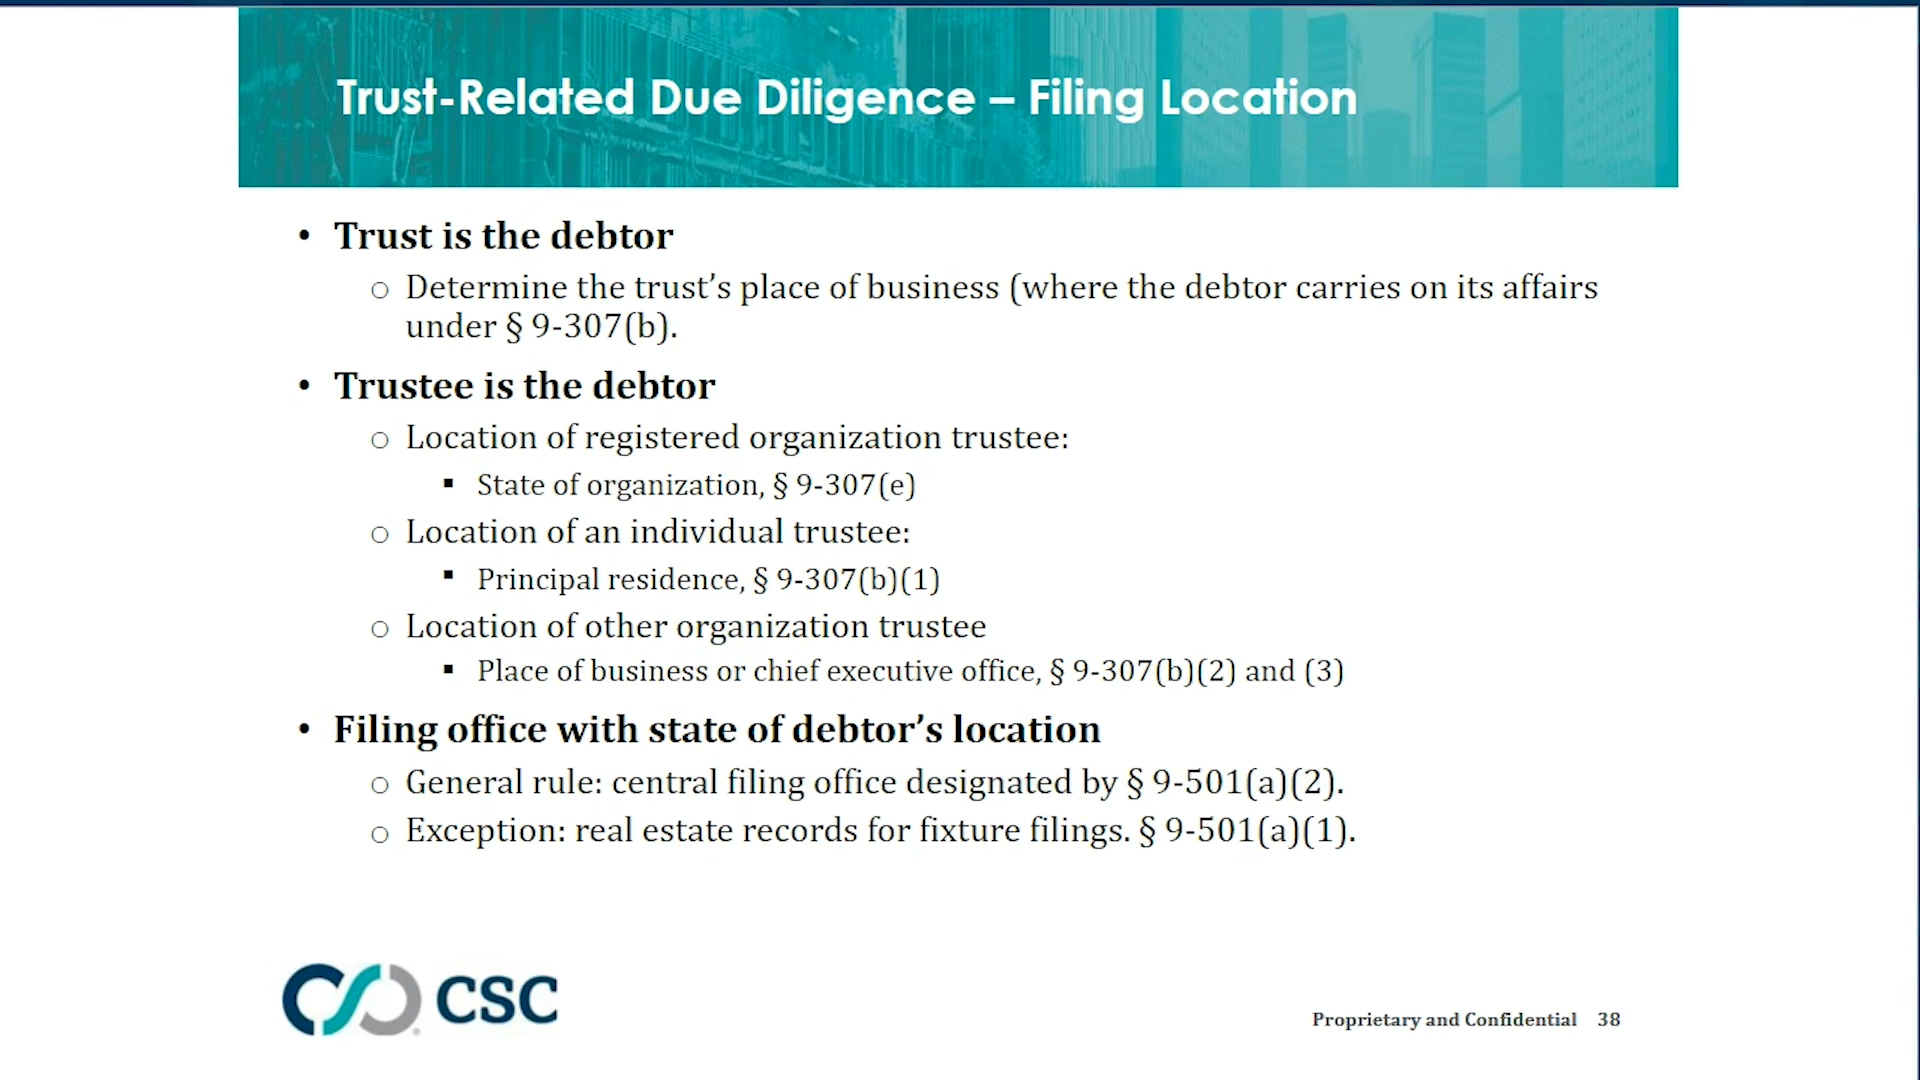 Trust-Related Due Diligence – Filing Location
• Trust is the debtor
○ Determine the trust’s place of business (where the debtor carries on its affairs
under § 9-307(b).
• Trustee is the debtor
○ Location of registered organization trustee:
▪ State of organization, § 9-307(e)
○ Location of an individual trustee:
▪ Principal residence, § 9-307(b)(1)
○ Location of other organization trustee
▪ Place of business or chief executive office, § 9-307(b)(2) and (3)
• Filing office with state of debtor’s location
○ General rule: central filing office designated by § 9-501(a)(2).
○ Exception: real estate records for fixture filings. § 9-501(a)(1).
CSC
Proprietary and Confidential 38